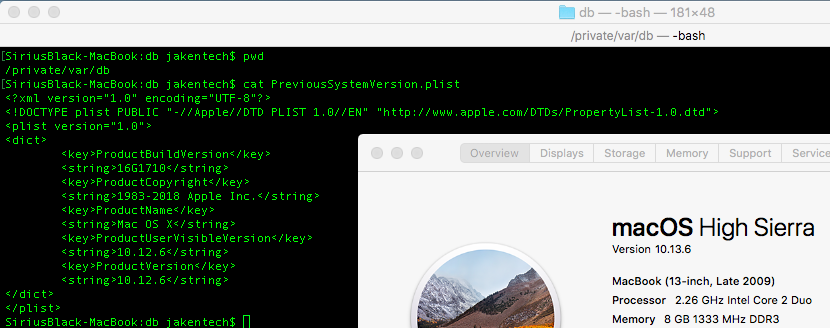 db — -bash — 181×48
/private/var/db — -bash
[SiriusBlack-MacBook:db jakentech$ pwd
/private/var/db
[SiriusBlack-MacBook:db jakentech$ cat PreviousSystemVersion.plist
<?xml version="1.0" encoding="UTF-8"?>
<!DOCTYPE plist PUBLIC "-//Apple//DTD PLIST 1.0//EN" "http://www.apple.com/DTDs/PropertyList-1.0.dtd">
<plist version="1.0">
<dict>
<key>ProductBuildVersion</key>
<string>16G1710</string>
<key>ProductCopyright</key>
<string>1983-2018 Apple Inc.</string>
<key>ProductName</key>
<string>Mac OS X</string>
<key>ProductUserVisibleVersion</key>
<string>10.12.6</string>
<key>ProductVersion</key>
<string>10.12.6</string>
</dict>
</plist>
SiriusBlack-MacBook:db jakentech$
Overview Displays Storage Memory Support Service
macOS High Sierra
Version 10.13.6
MacBook (13-inch, Late 2009)
Processor 2.26 GHz Intel Core 2 Duo
Memory 8 GB 1333 MHz DDR3